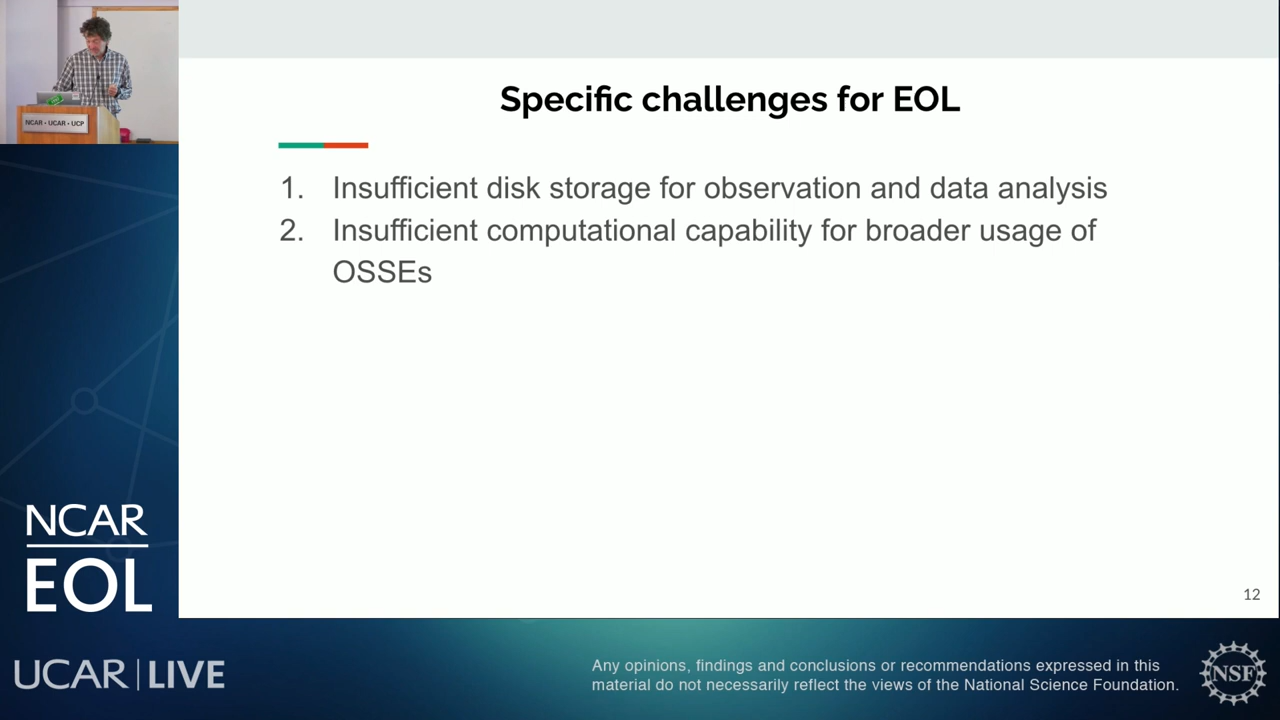 NCAR • UCAR • UCP
Specific challenges for EOL
1. Insufficient disk storage for observation and data analysis
2. Insufficient computational capability for broader usage of
OSSEs
12
NCAR
EOL
UCAR | LIVE
Any opinions, findings and conclusions or recommendations expressed in this
material do not necessarily reflect the views of the National Science Foundation.
NSF